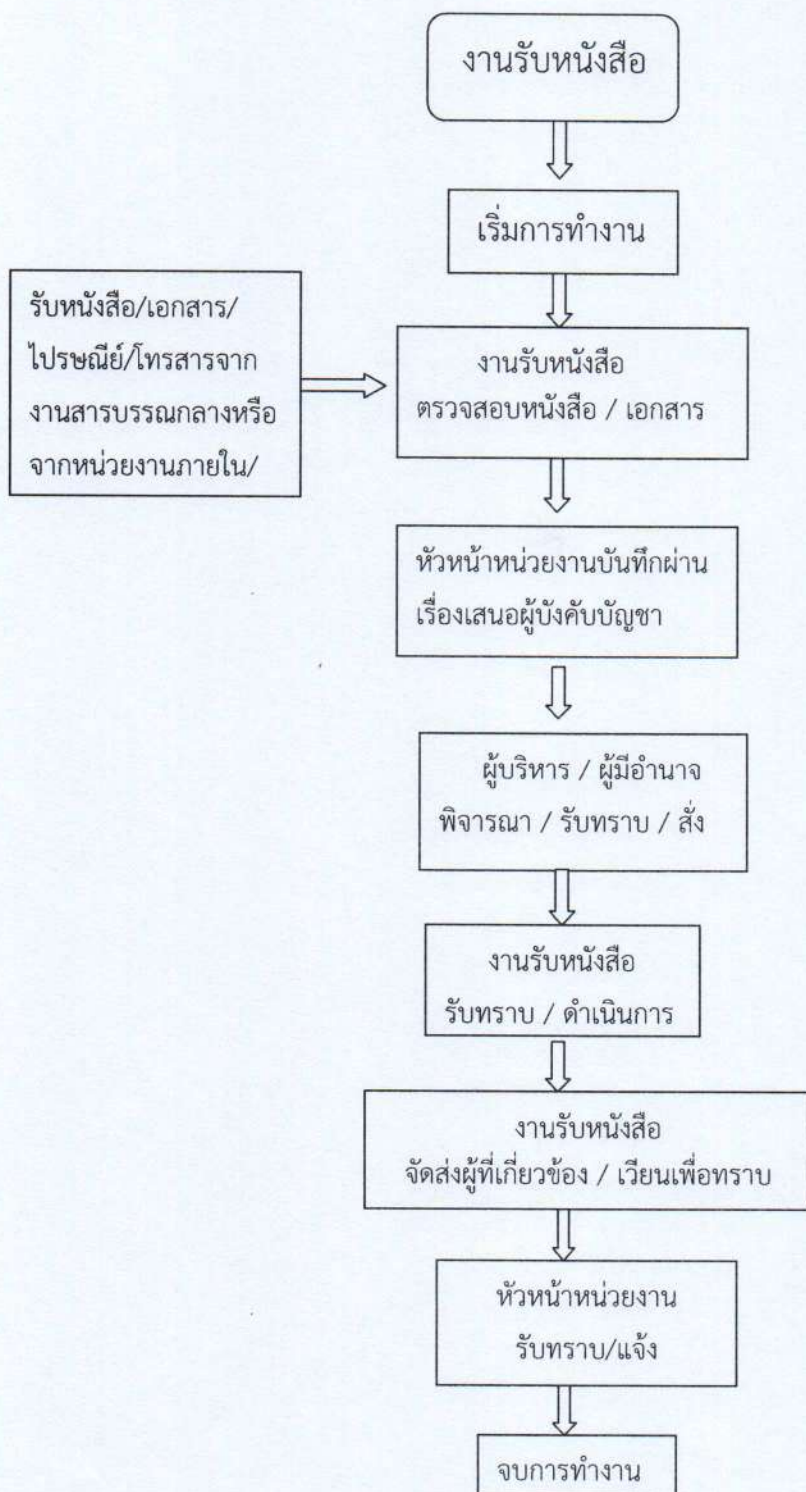 งานรับหนังสือ
เริ่มการทำงาน
รับหนังสือ/เอกสาร/
ไปรษณีย์/โทรสารจาก
งานสารบรรณกลางหรือ
จากหน่วยงานภายใน/
งานรับหนังสือ
ตรวจสอบหนังสือ / เอกสาร
หัวหน้าหน่วยงานบันทึกผ่าน
เรื่องเสนอผู้บังคับบัญชา
ผู้บริหาร / ผู้มีอำนาจ
พิจารณา / รับทราบ / สั่ง
งานรับหนังสือ
รับทราบ / ดำเนินการ
งานรับหนังสือ
จัดส่งผู้ที่เกี่ยวข้อง / เวียนเพื่อทราบ
หัวหน้าหน่วยงาน
รับทราบ/แจ้ง
จบการทำงาน